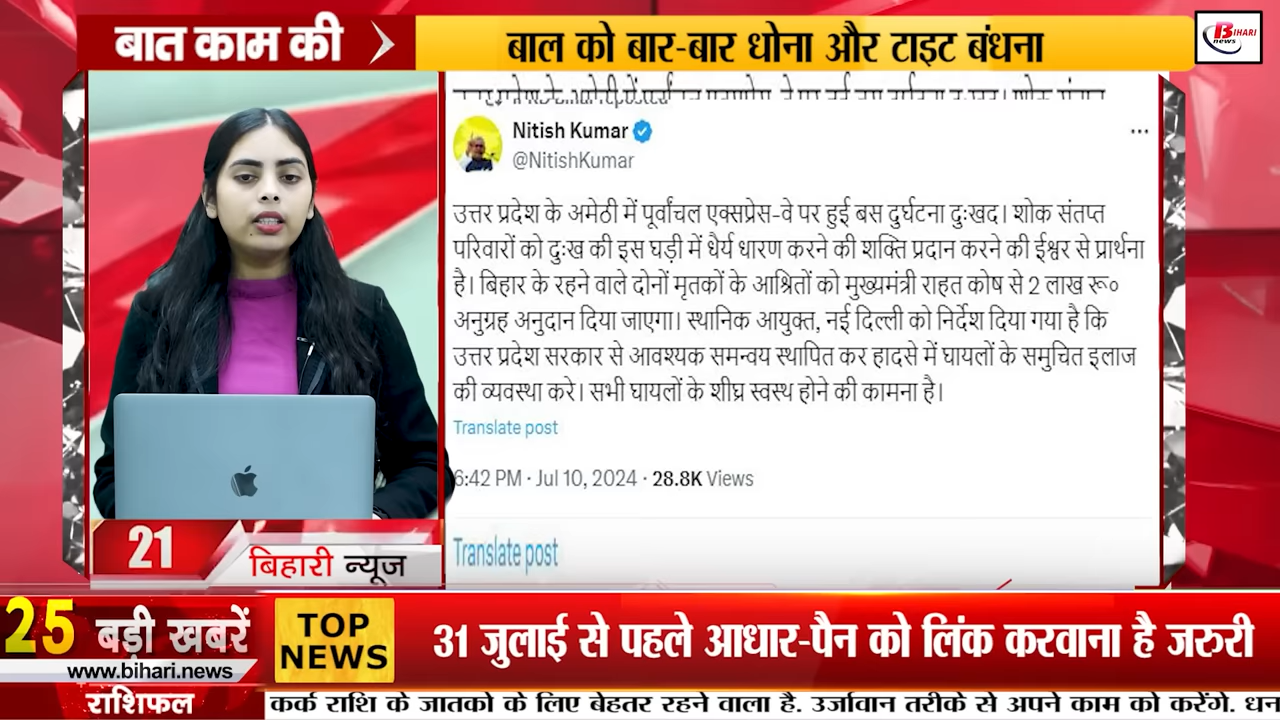 बात काम की
बाल को बार-बार धोना और टाइट बंधना
BIHARI
news
Nitish Kumar
@NitishKumar
उत्तर प्रदेश के अमेठी में पूर्वांचल एक्सप्रेस-वे पर हुई बस दुर्घटना दुःखद। शोक संतप्त
परिवारों को दुःख की इस घड़ी में धैर्य धारण करने की शक्ति प्रदान करने की ईश्वर से प्रार्थना
है। बिहार के रहने वाले दोनों मृतकों के आश्रितों को मुख्यमंत्री राहत कोष से 2 लाख रू०
अनुग्रह अनुदान दिया जाएगा। स्थानिक आयुक्त, नई दिल्ली को निर्देश दिया गया है कि
उत्तर प्रदेश सरकार से आवश्यक समन्वय स्थापित कर हादसे में घायलों के समुचित इलाज
की व्यवस्था करे। सभी घायलों के शीघ्र स्वस्थ होने की कामना है।
Translate post
6:42 PM · Jul 10, 2024 · 28.8K Views
Translate post
21
बिहारी न्यूज
25 बड़ी खबरें
www.bihari.news
TOP
NEWS
31 जुलाई से पहले आधार-पैन को लिंक करवाना है जरुरी
राशिफल
कर्क राशि के जातको के लिए बेहतर रहने वाला है. उर्जावान तरीके से अपने काम को करेंगे. धन